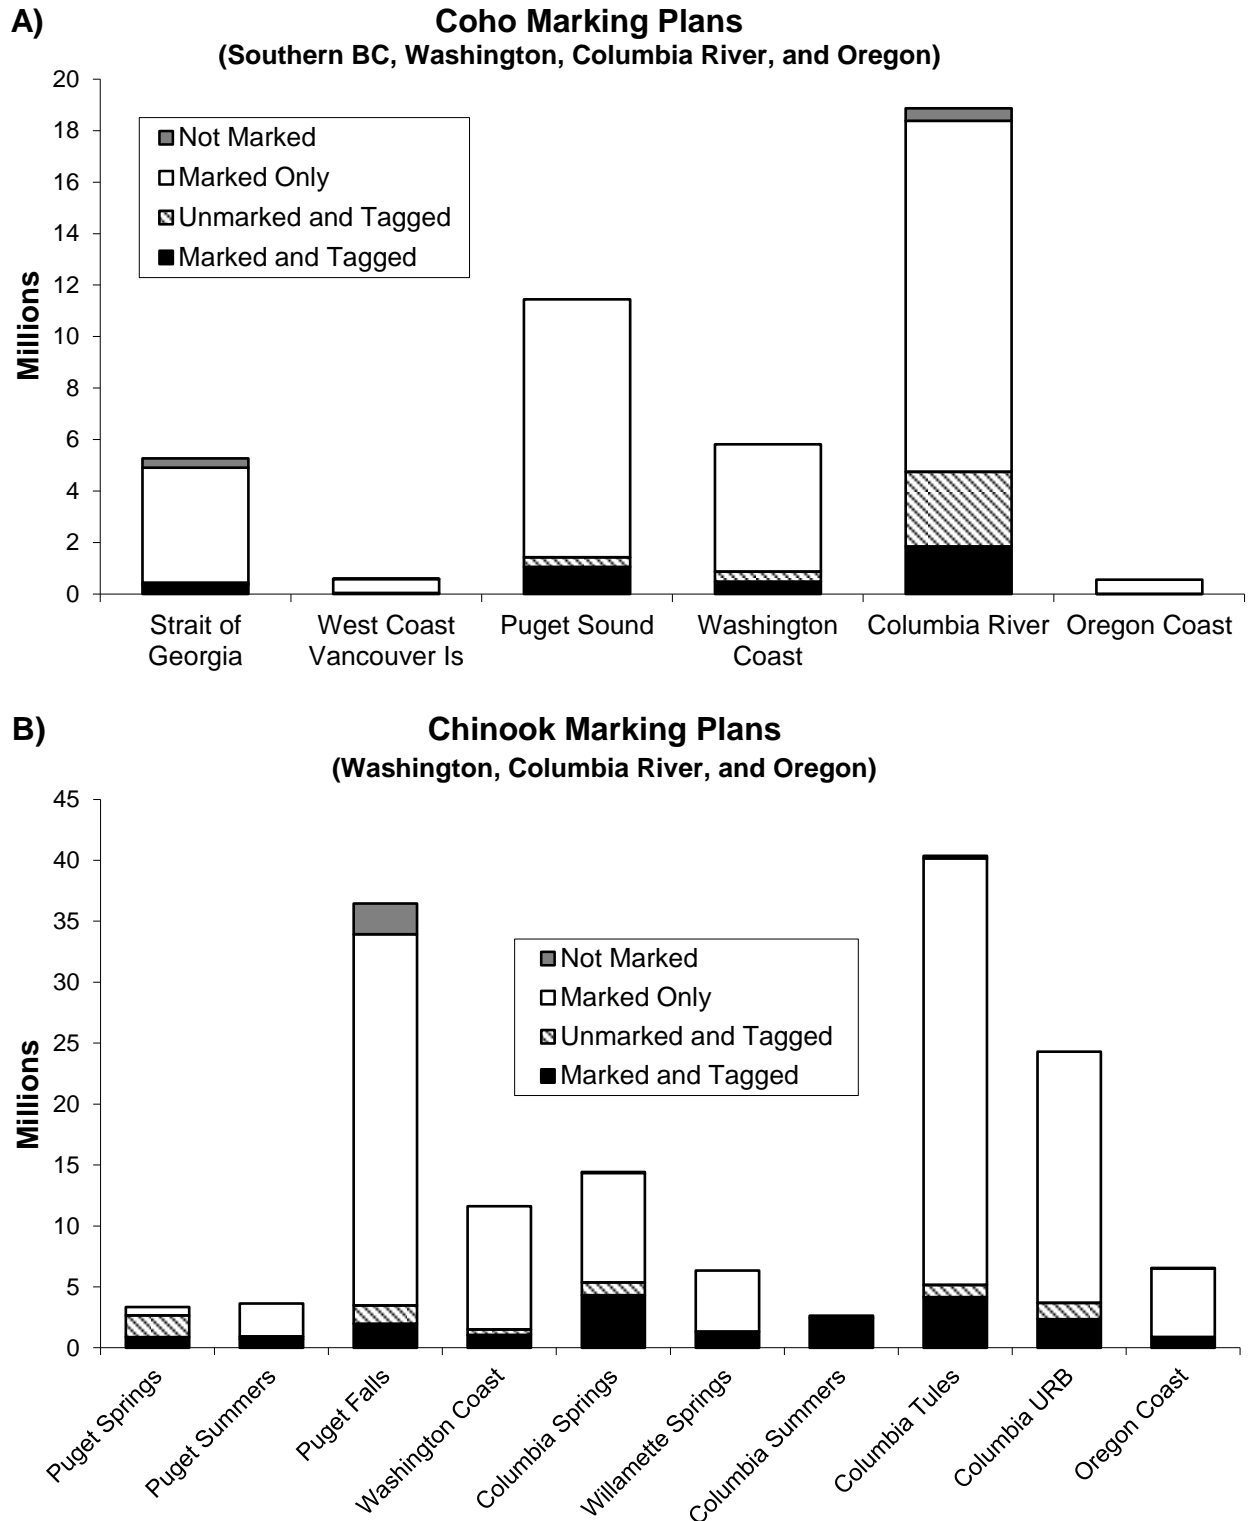 A)
Coho Marking Plans
(Southern BC, Washington, Columbia River, and Oregon)
20
18
16
14
12
10
8
6
4
2
0
Millions
Not Marked
Marked Only
Unmarked and Tagged
Marked and Tagged
Strait of
Georgia
West Coast
Vancouver Is
Puget Sound
Washington
Coast
Columbia River
Oregon Coast
B)
Chinook Marking Plans
(Washington, Columbia River, and Oregon)
45
40
35
30
25
20
15
10
5
0
Millions
Not Marked
Marked Only
Unmarked and Tagged
Marked and Tagged
Puget Springs
Puget Summers
Puget Falls
Washington Coast
Columbia Springs
Willamette Springs
Columbia Summers
Columbia Tules
Columbia URB
Oregon Coast